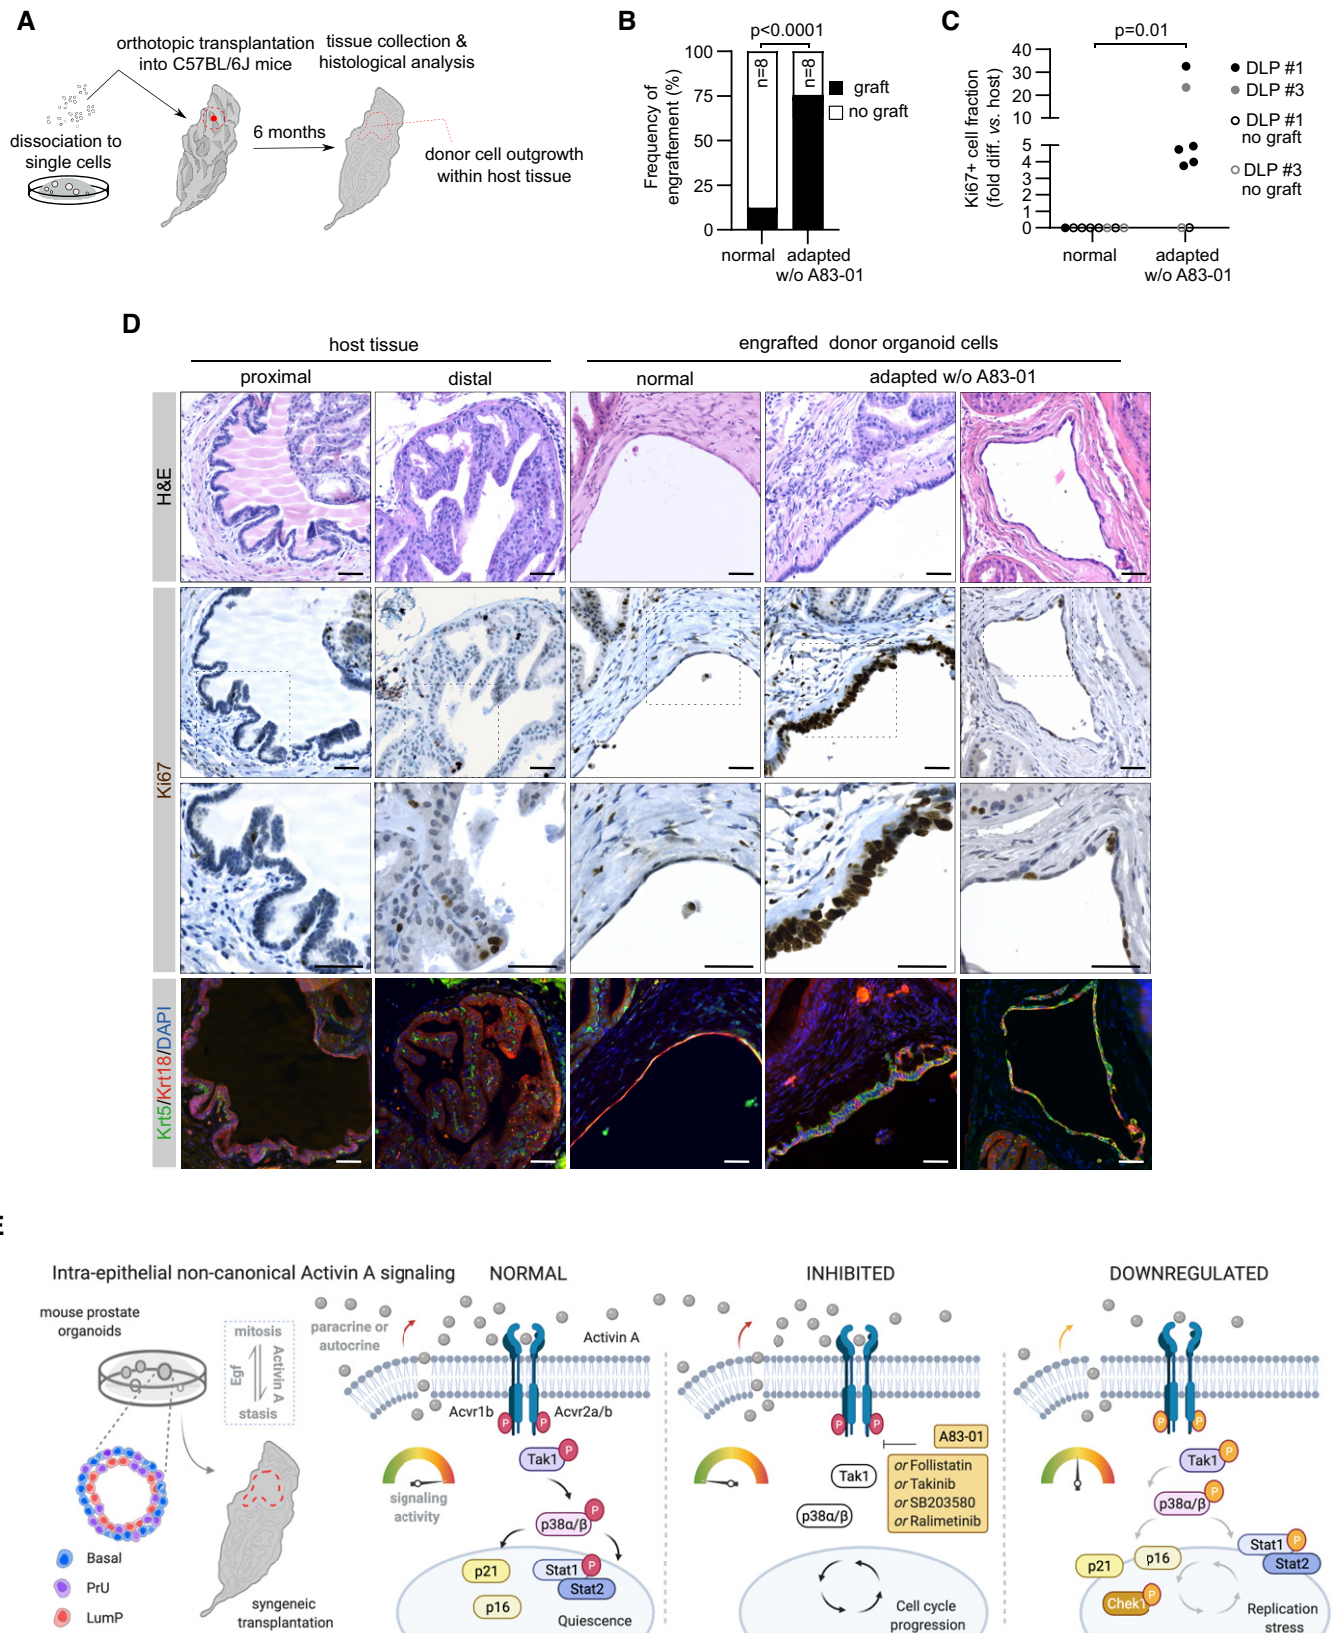 A
orthotopic transplantation
into C57BL/6J mice
tissue collection &
histological analysis
dissociation to
single cells
6 months
donor cell outgrowth
within host tissue
B
p<0.0001
Frequency of
engraftement (%)
100
75
50
25
0
n=8
n=8
graft
no graft
normal
adapted
w/o A83-01
C
p=0.01
Ki67+ cell fraction
(fold diff. vs. host)
40
30
20
10
5
4
3
2
1
0
normal
adapted
w/o A83-01
DLP #1
DLP #3
DLP #1
no graft
DLP #3
no graft
D
host tissue
engrafted donor organoid cells
proximal
distal
normal
adapted w/o A83-01
H&E
Ki67
Krt5/Krt18/DAPI
E
Intra-epithelial non-canonical Activin A signaling
NORMAL
INHIBITED
DOWNREGULATED
mouse prostate
organoids
mitosis
Egf
Activin A
stasis
paracrine or
autocrine
Activin A
Acvr1b
P
P
Acvr2a/b
signaling
activity
Tak1
P
p38α/β
P
p21
p16
Stat1
P
Stat2
Quiescence
Basal
PrU
LumP
syngeneic
transplantation
P
P
A83-01
or Follistatin
or Takinib
or SB203580
or Ralimetinib
Tak1
p38α/β
Cell cycle
progression
P
P
Tak1
P
p38α/β
P
p21
p16
Stat1
P
Stat2
Chek1
P
Replication
stress